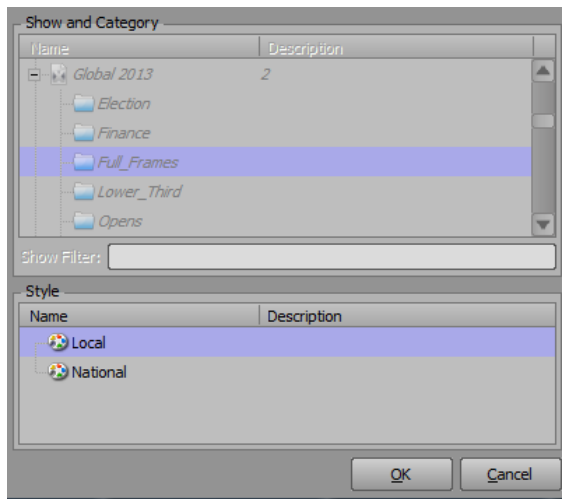 Show and Category
Name Description
Global 2013 2
Election
Finance
Full_Frames
Lower_Third
Opens
Show Filter:
Style
Name Description
Local
National
OK Cancel